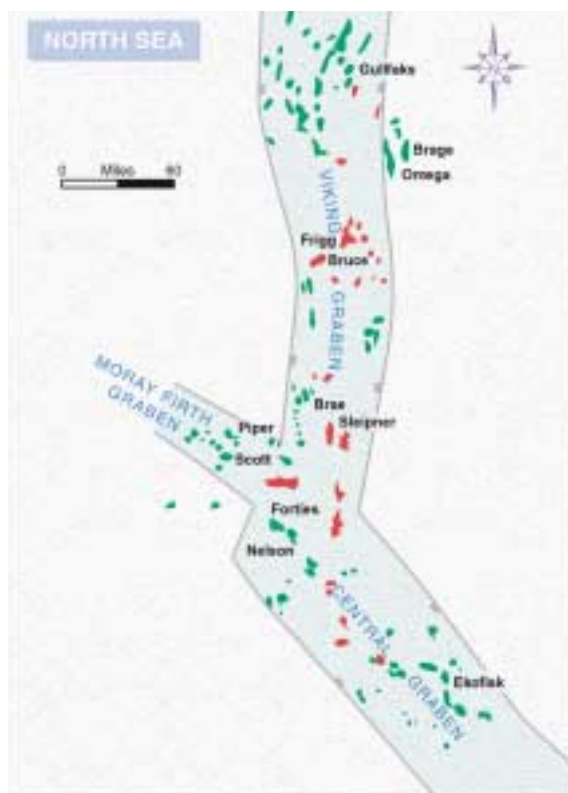 NORTH SEA
Gullfaks
0 Miles 60
Brage
Omega
VIKING GRABEN
Frigg
Bruce
MORAY FIRTH
GRABEN
Brae
Sleipner
Piper
Scott
Forties
Nelson
CENTRAL GRABEN
Ekofisk